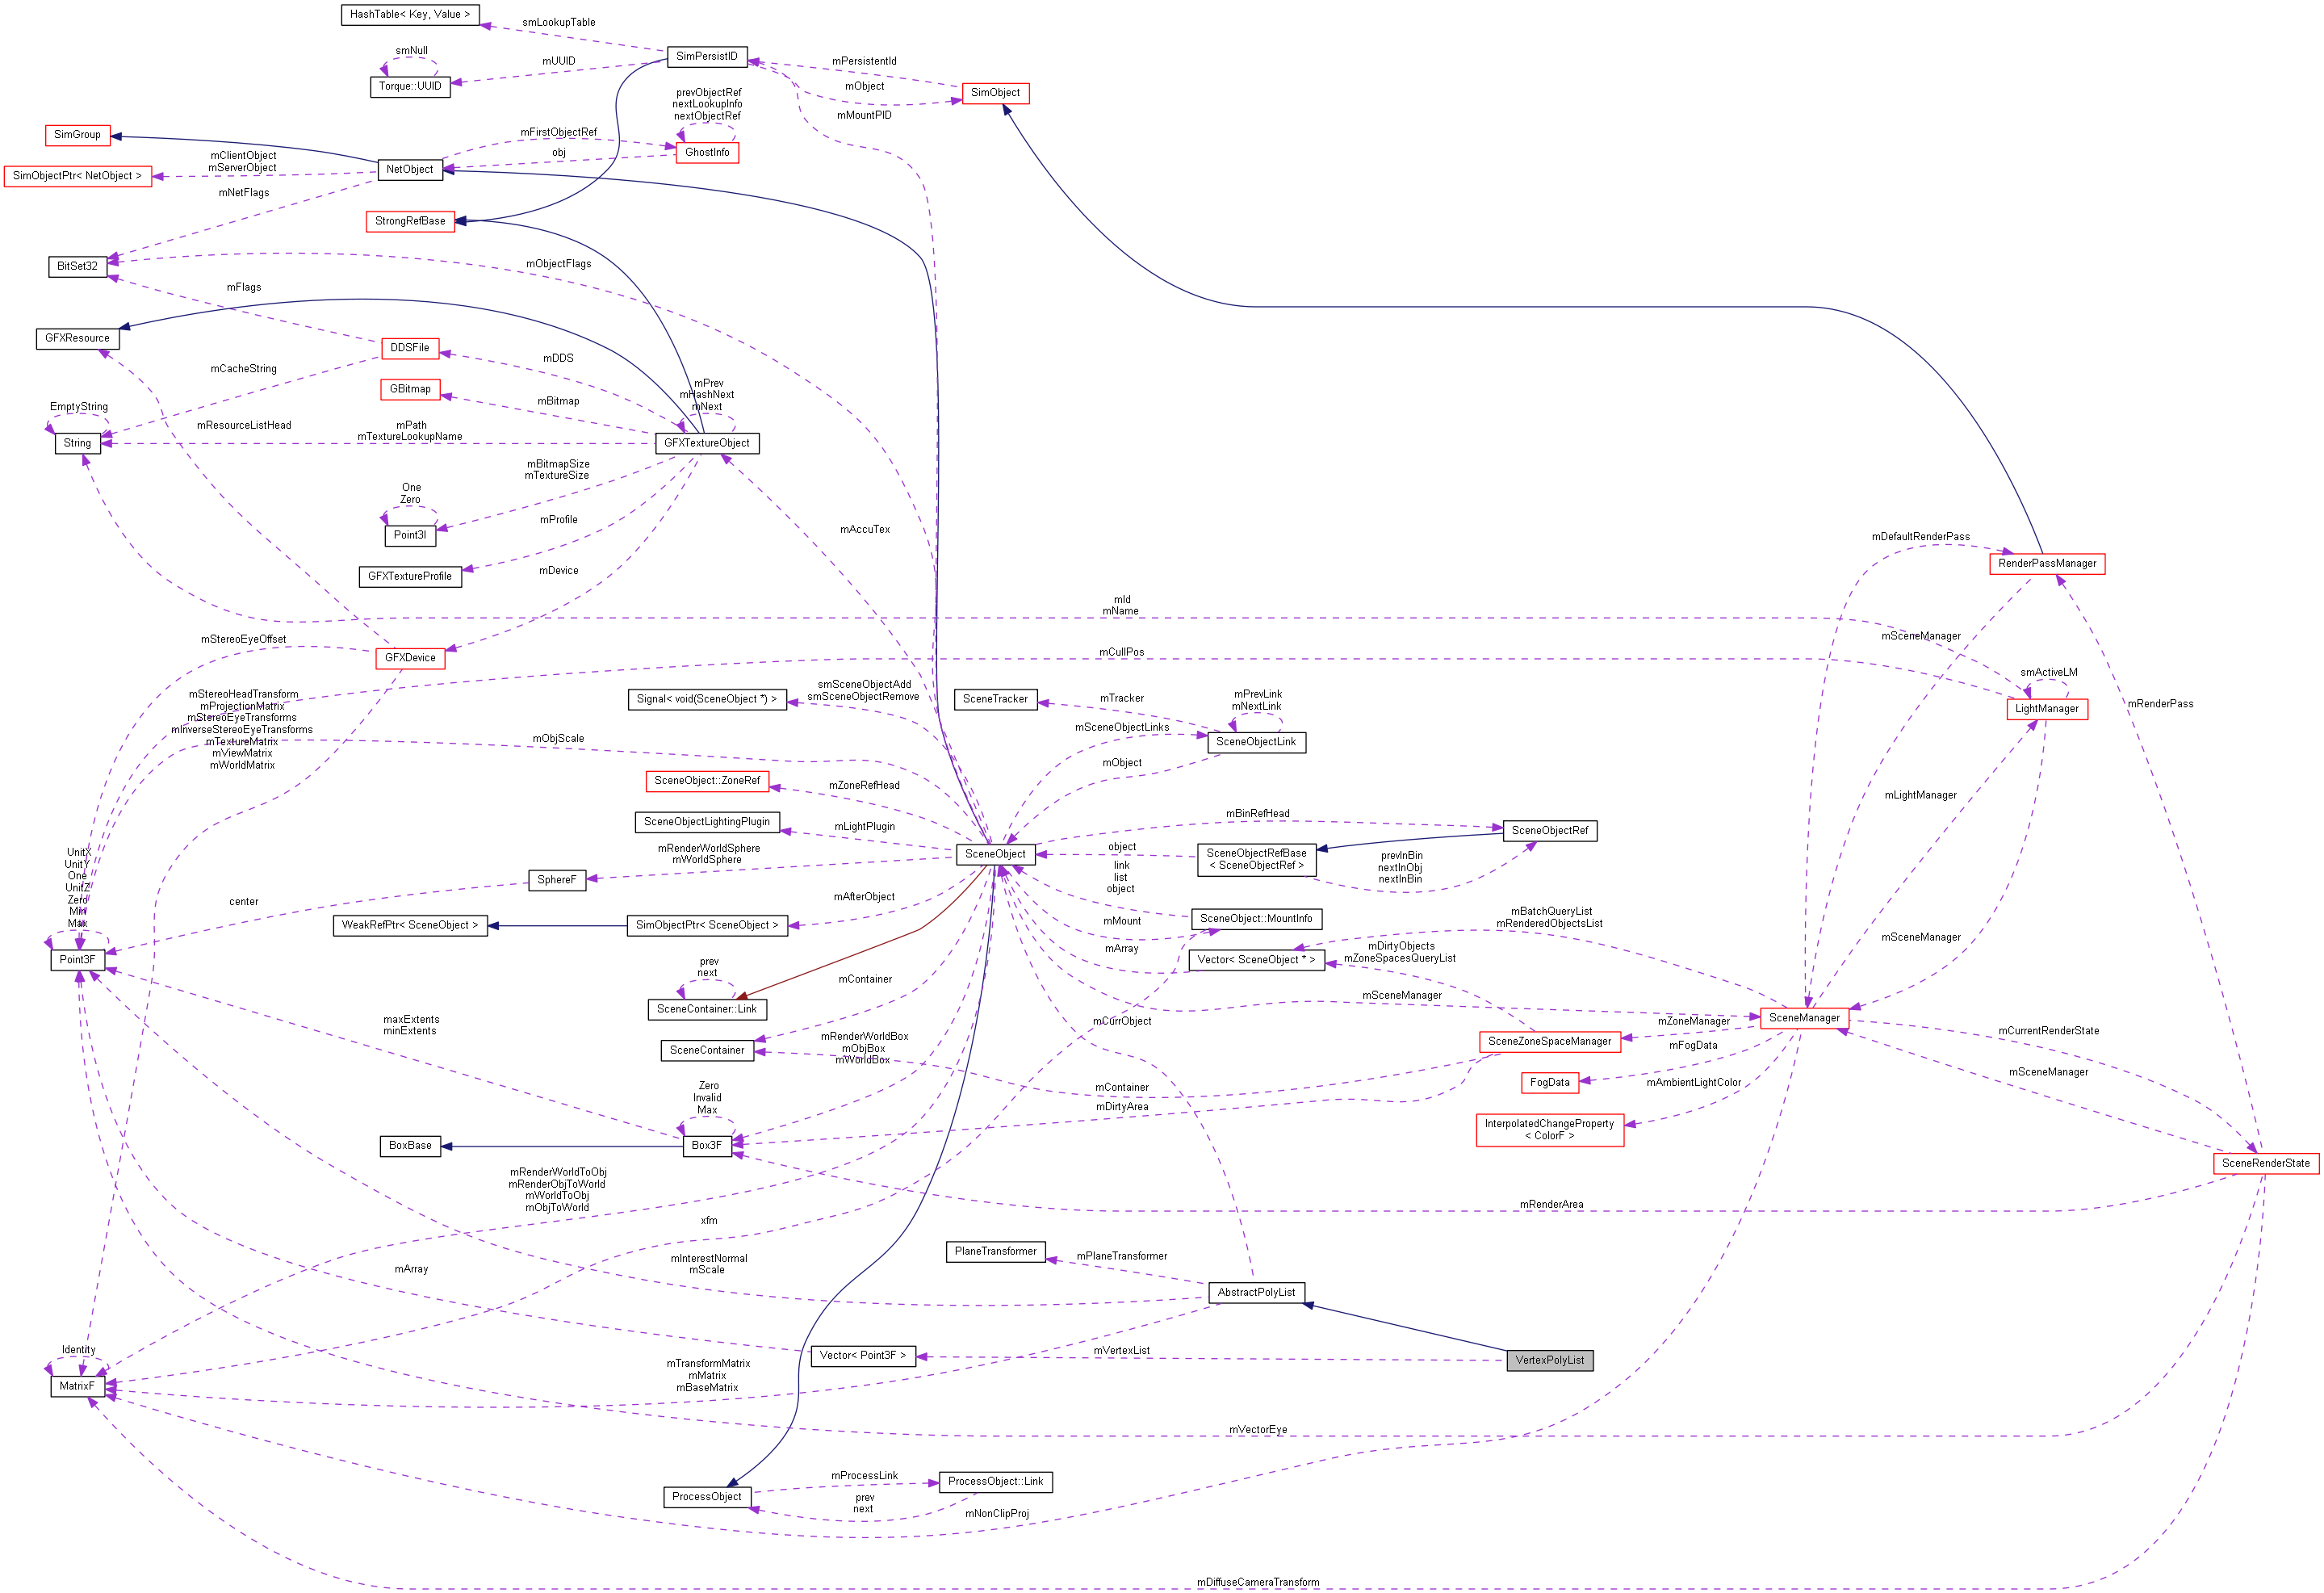 HashTable< Key, Value >
smLookupTable
SimPersistID
smNull
mUUID
Torque::UUID
mPersistentId
mObject
SimObject
mMountPID
prevObjectRef
nextLookupInfo
nextObjectRef
SimGroup
mFirstObjectRef
GhostInfo
obj
mClientObject
mServerObject
SimObjectPtr< NetObject >
NetObject
mNetFlags
StrongRefBase
BitSet32
mObjectFlags
mFlags
GFXResource
DDSFile
mDDS
mCacheString
GBitmap
mBitmap
mPrev
mHashNext
mNext
EmptyString
String
mResourceListHead
mPath
mTextureLookupName
GFXTextureObject
mBitmapSize
mTextureSize
One
Zero
Point3I
mProfile
GFXTextureProfile
mDevice
mAccuTex
mDefaultRenderPass
RenderPassManager
mId
mName
mStereoEyeOffset
GFXDevice
mCullPos
mSceneManager
smActiveLM
LightManager
mRenderPass
mStereoHeadTransform
mProjectionMatrix
mStereoEyeTransforms
mInverseStereoEyeTransforms
mTextureMatrix
mViewMatrix
mWorldMatrix
Signal< void(SceneObject *) >
smSceneObjectAdd
smSceneObjectRemove
SceneTracker
mTracker
mPrevLink
mNextLink
mSceneObjectLinks
SceneObjectLink
mObject
mObjScale
SceneObject::ZoneRef
mZoneRefHead
mLightManager
SceneObjectLightingPlugin
mLightPlugin
mBinRefHead
SceneObjectRef
mRenderWorldSphere
mWorldSphere
SceneObject
object
SceneObjectRefBase
< SceneObjectRef >
prevInBin
nextInObj
nextInBin
SphereF
UnitX
UnitY
One
UnitZ
Zero
Min
Max
center
link
list
object
mAfterObject
WeakRefPtr< SceneObject >
SimObjectPtr< SceneObject >
mMount
SceneObject::MountInfo
mBatchQueryList
mRenderedObjectsList
mArray
Vector< SceneObject * >
mDirtyObjects
mZoneSpacesQueryList
mSceneManager
Point3F
prev
next
SceneContainer::Link
mContainer
mSceneManager
SceneManager
maxExtents
minExtents
mCurrObject
mZoneManager
mCurrentRenderState
SceneContainer
mRenderWorldBox
mObjBox
mWorldBox
SceneZoneSpaceManager
mFogData
FogData
mAmbientLightColor
mSceneManager
Zero
Invalid
Max
mContainer
mDirtyArea
InterpolatedChangeProperty
< ColorF >
BoxBase
Box3F
SceneRenderState
mRenderWorldToObj
mRenderObjToWorld
mWorldToObj
mObjToWorld
xfm
mRenderArea
PlaneTransformer
mPlaneTransformer
mInterestNormal
mScale
mArray
AbstractPolyList
Identity
MatrixF
mTransformMatrix
mMatrix
mBaseMatrix
Vector< Point3F >
mVertexList
VertexPolyList
mVectorEye
ProcessObject
mProcessLink
ProcessObject::Link
prev
next
mNonClipProj
mDiffuseCameraTransform